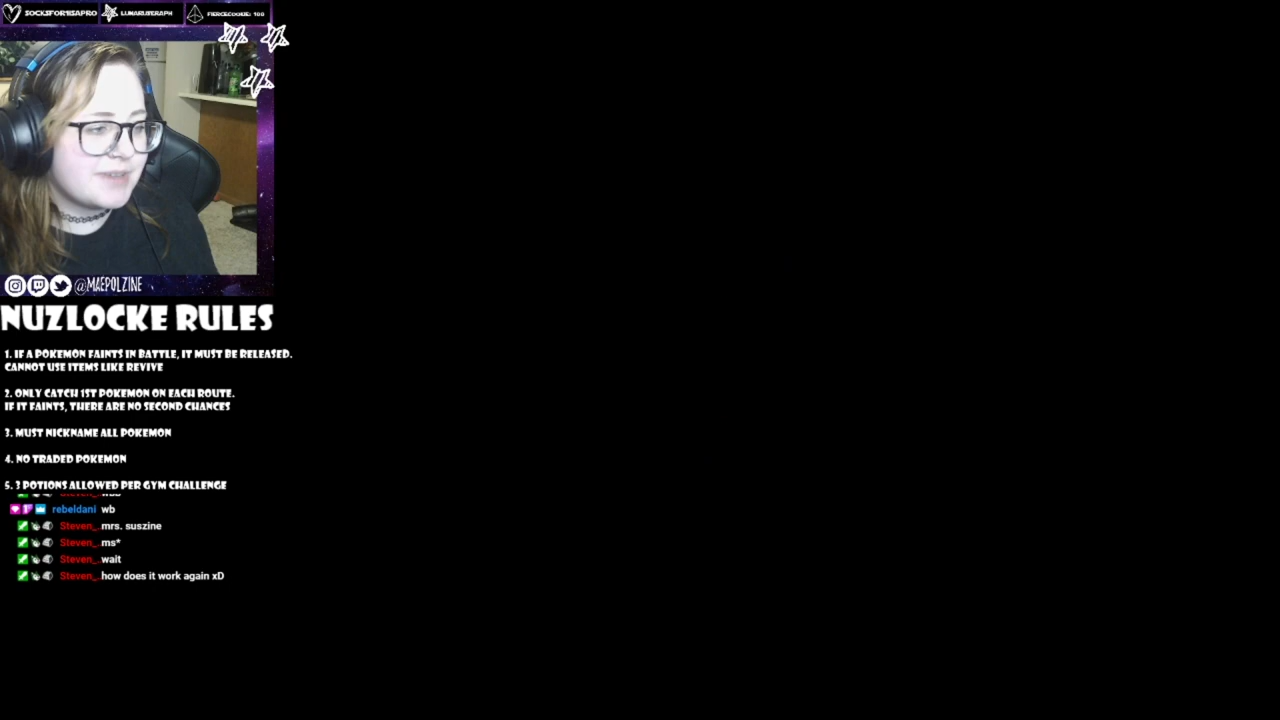 SOCKSFOR1ISAPRO LUNARUSERAPH FIERCECOOKIE: 100
@MAEPOLZINE
NUZLOCKE RULES
1. IF A POKEMON FAINTS IN BATTLE, IT MUST BE RELEASED.
CANNOT USE ITEMS LIKE REVIVE
2. ONLY CATCH 1ST POKEMON ON EACH ROUTE.
IF IT FAINTS, THERE ARE NO SECOND CHANCES
3. MUST NICKNAME ALL POKEMON
4. NO TRADED POKEMON
5. 3 POTIONS ALLOWED PER GYM CHALLENGE
rebeldani wb
Steven_.. mrs. suszine
Steven_.. ms*
Steven_.. wait
Steven_.. how does it work again xD